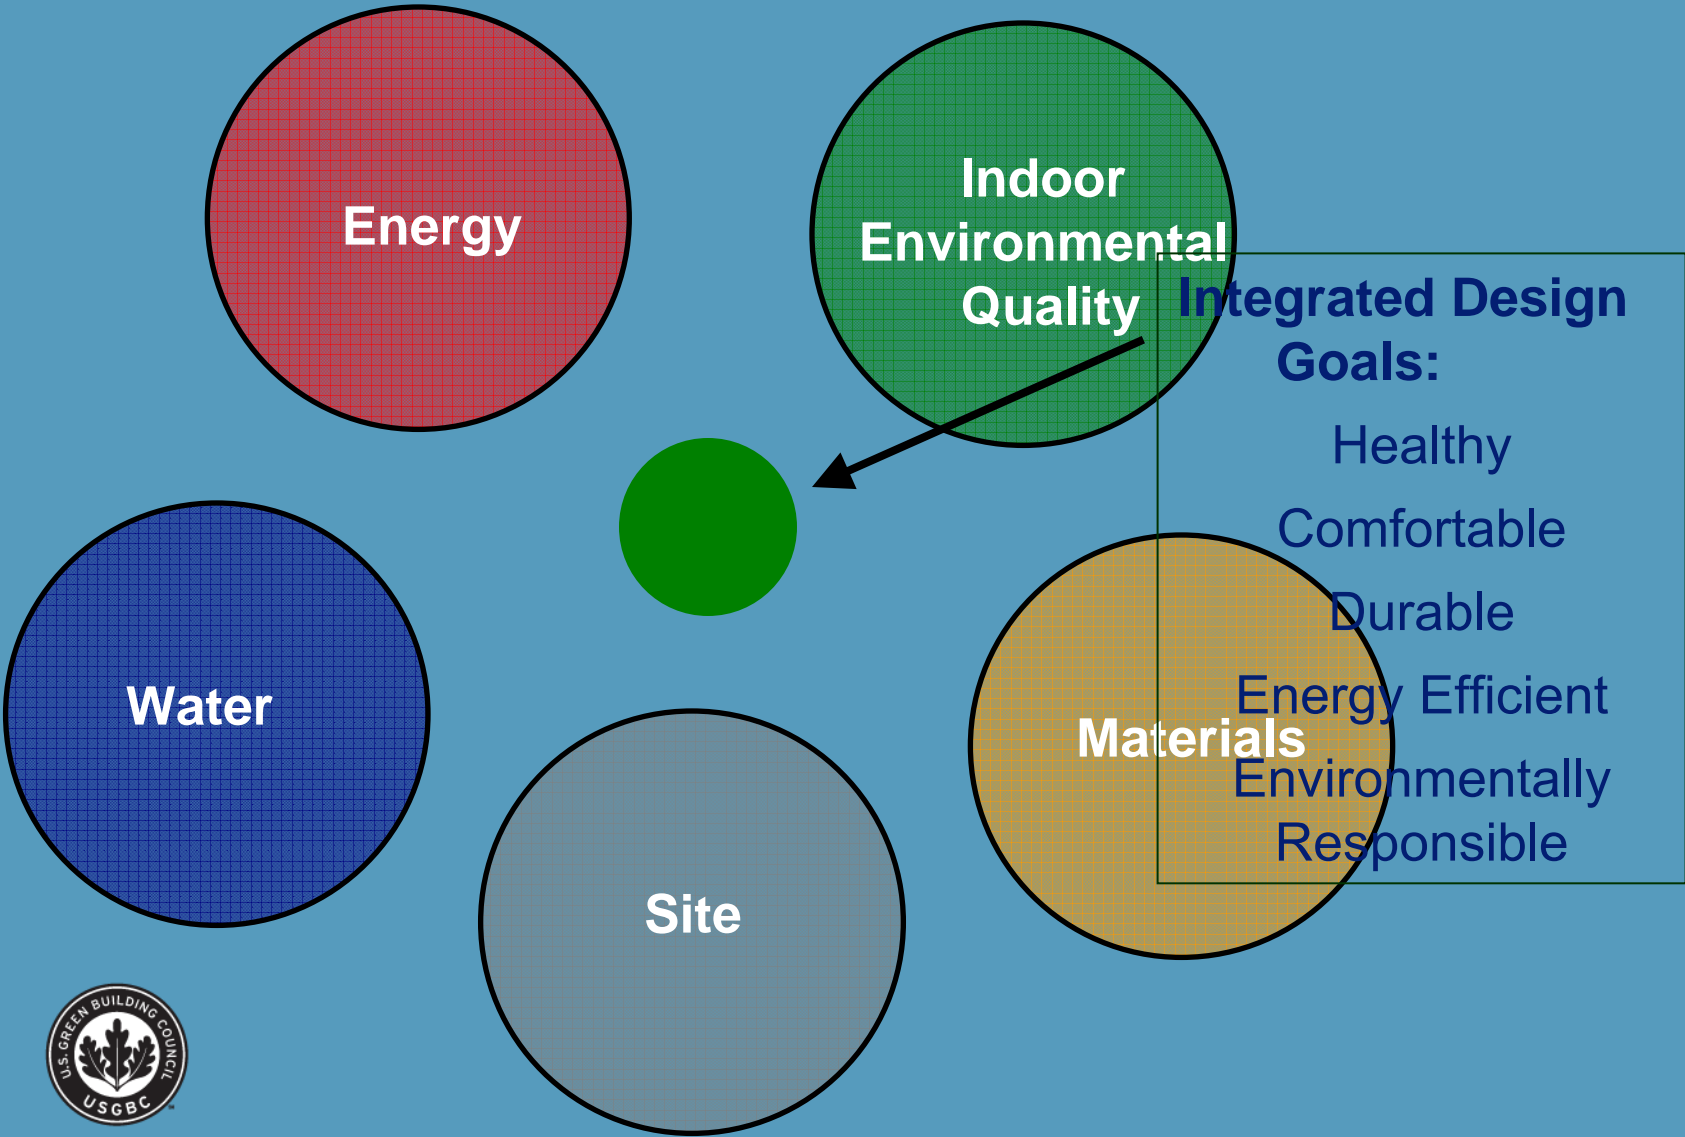 Energy
Indoor
Environmental
Quality
Integrated Design
Goals:
Healthy
Comfortable
Durable
Energy Efficient
Environmentally
Responsible
Water
Materials
Site
U.S. GREEN BUILDING COUNCIL
USGBC